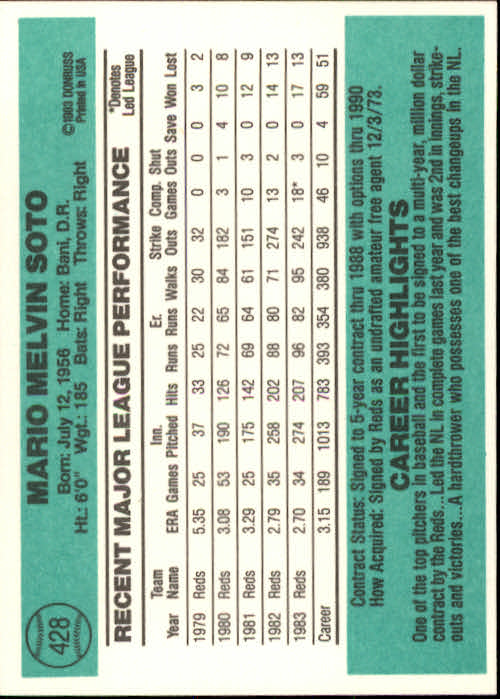 428
MARIO MELVIN SOTO
Born: July 12, 1956 Home: Bani, D.R.
Ht.: 6'0" Wgt.: 185 Bats: Right Throws: Right
©1983 DONRUSS
Printed in USA
RECENT MAJOR LEAGUE PERFORMANCE
*Denotes
Led League
Team Inn. Er. Strike Comp. Shut
Year Name ERA Games Pitched Hits Runs Runs Walks Outs Games Outs Save Won Lost
1979 Reds 5.35 25 37 33 25 22 30 32 0 0 0 3 2
1980 Reds 3.08 53 190 126 72 65 84 182 3 1 4 10 8
1981 Reds 3.29 25 175 142 69 64 61 151 10 3 0 12 9
1982 Reds 2.79 35 258 202 88 80 71 274 13 2 0 14 13
1983 Reds 2.70 34 274 207 96 82 95 242 18* 3 0 17 13
Career 3.15 189 1013 763 393 354 380 938 46 10 4 59 51
Contract Status: Signed to 5-year contract thru 1988 with options thru 1990
How Acquired: Signed by Reds as an undrafted amateur free agent 12/3/73.
CAREER HIGHLIGHTS
One of the top pitchers in baseball and the first to be signed to a multi-year, million dollar
contract by the Reds...Led the NL in complete games last year and was 2nd in innings, strike-
outs and victories...A hardthrower who possesses one of the best changeups in the NL.